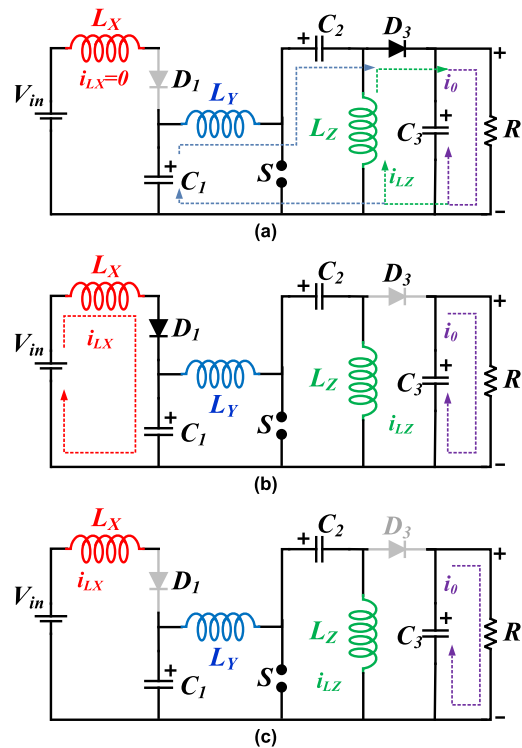 L_X
C_2
D_3
+
i_LX=0
D_1
+
+
i_0
V_in
L_Y
L_Z
C_3
R
+
S
C_1
i_LZ
−
(a)
L_X
C_2
D_3
+
i_LX
D_1
+
+
i_0
V_in
L_Z
C_3
R
L_Y
+
S
C_1
i_LZ
−
(b)
L_X
C_2
D_3
+
i_LX
D_1
+
+
i_0
V_in
L_Z
C_3
R
L_Y
+
S
C_1
i_LZ
−
(c)